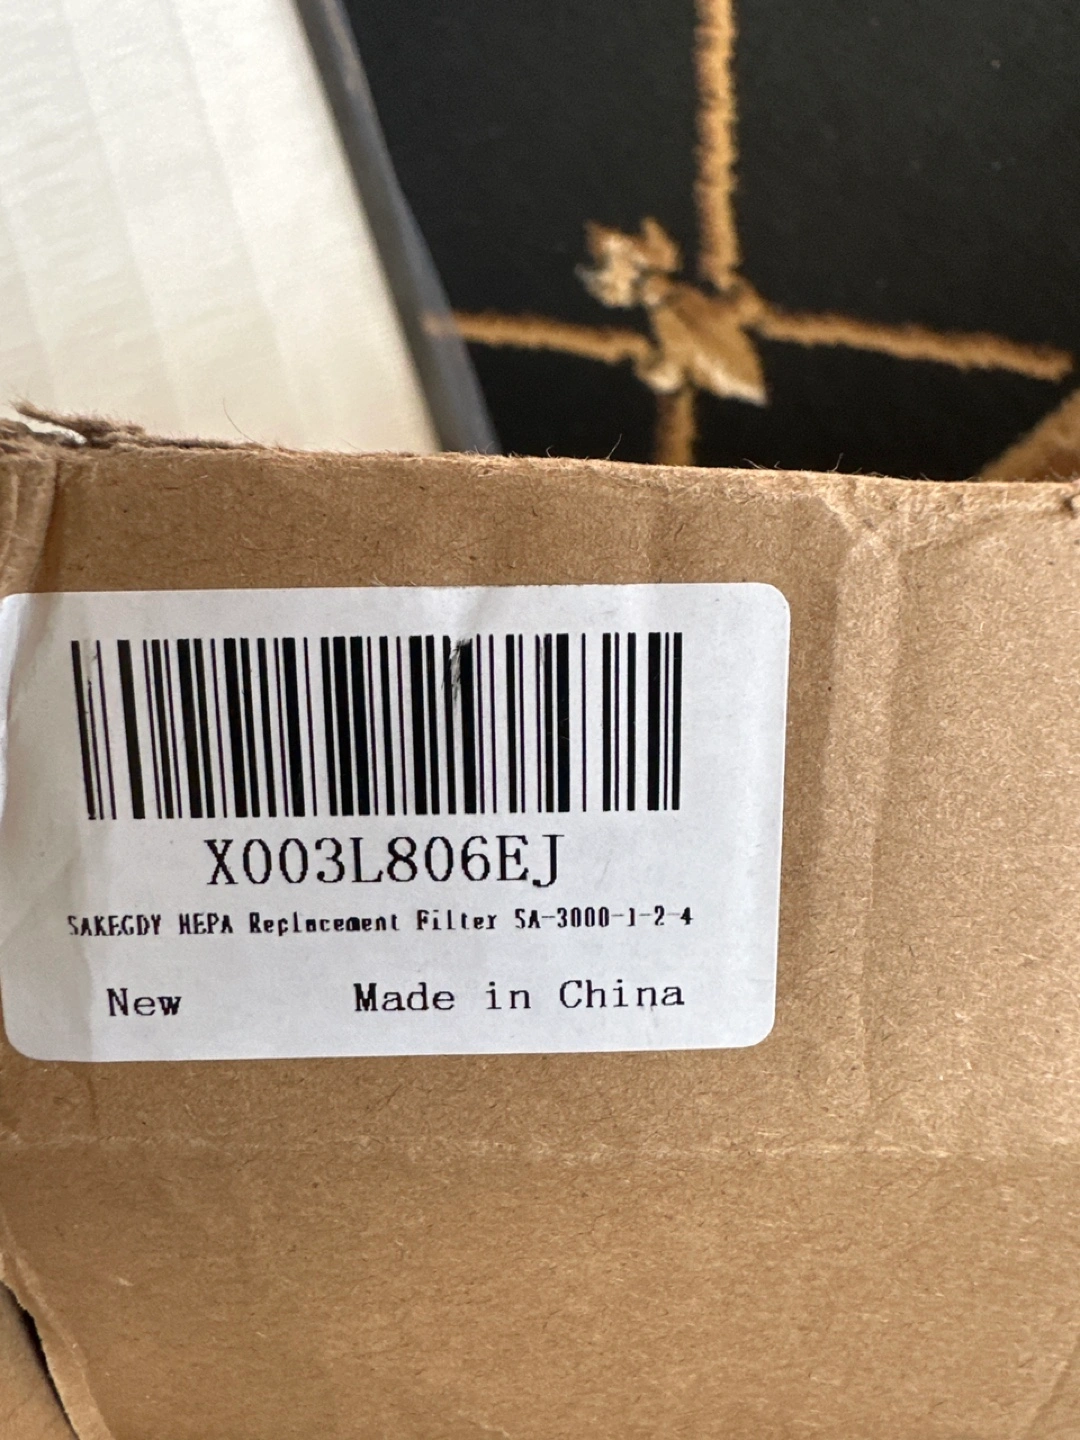 X003L806EJ
SAKEGDY HEPA Replacement Filter SA-3000-1-2-4
New Made in China